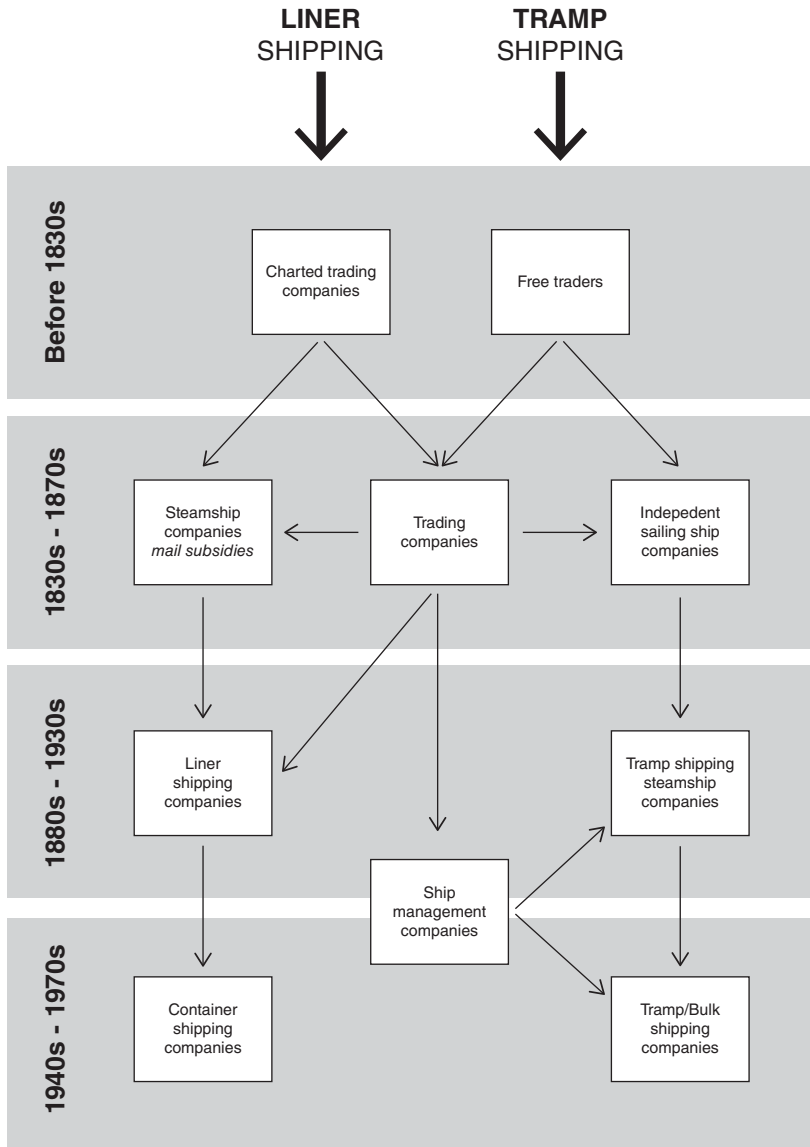 LINER
SHIPPING
TRAMP
SHIPPING
Before 1830s
Charted trading
companies
Free traders
1830s - 1870s
Steamship
companies
mail subsidies
Trading
companies
Indepedent
sailing ship
companies
1880s - 1930s
Liner
shipping
companies
Tramp shipping
steamship
companies
Ship
management
companies
1940s - 1970s
Container
shipping
companies
Tramp/Bulk
shipping
companies